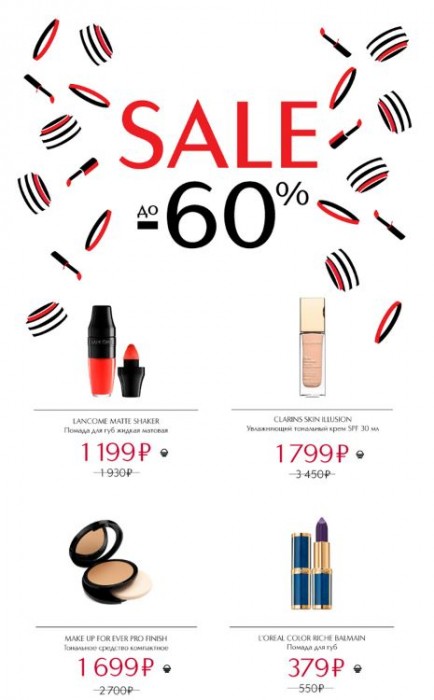 SALE
до
-60%
LANCOME MATTE SHAKER
Помада для губ жидкая матовая
1 199₽
1 930₽
CLARINS SKIN ILLUSION
Увлажняющий тональный крем SPF 30 мл
1 799₽
3 450₽
MAKE UP FOR EVER PRO FINISH
Тональное средство компактное
1 699₽
2 700₽
L'OREAL COLOR RICHE BALMAIN
Помада для губ
379₽
550₽